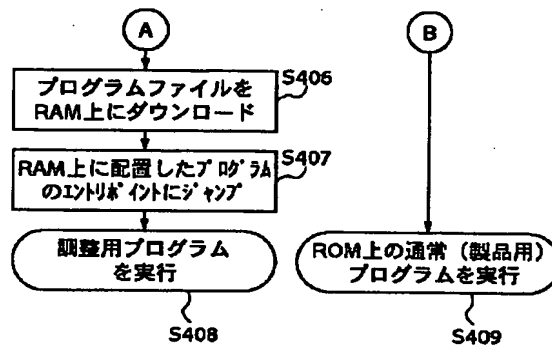 A
B
プログラムファイルを
RAM上にダウンロード
S406
RAM上に配置したプログラム
のエントリポイントにジャンプ
S407
調整用プログラム
を実行
S408
ROM上の通常（製品用）
プログラムを実行
S409